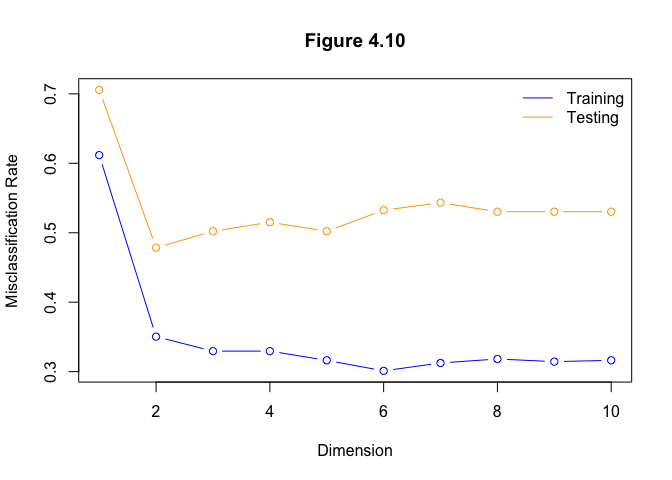 Figure 4.10
Training
Testing
Misclassification Rate
0.7
0.6
0.5
0.4
0.3
2 4 6 8 10
Dimension